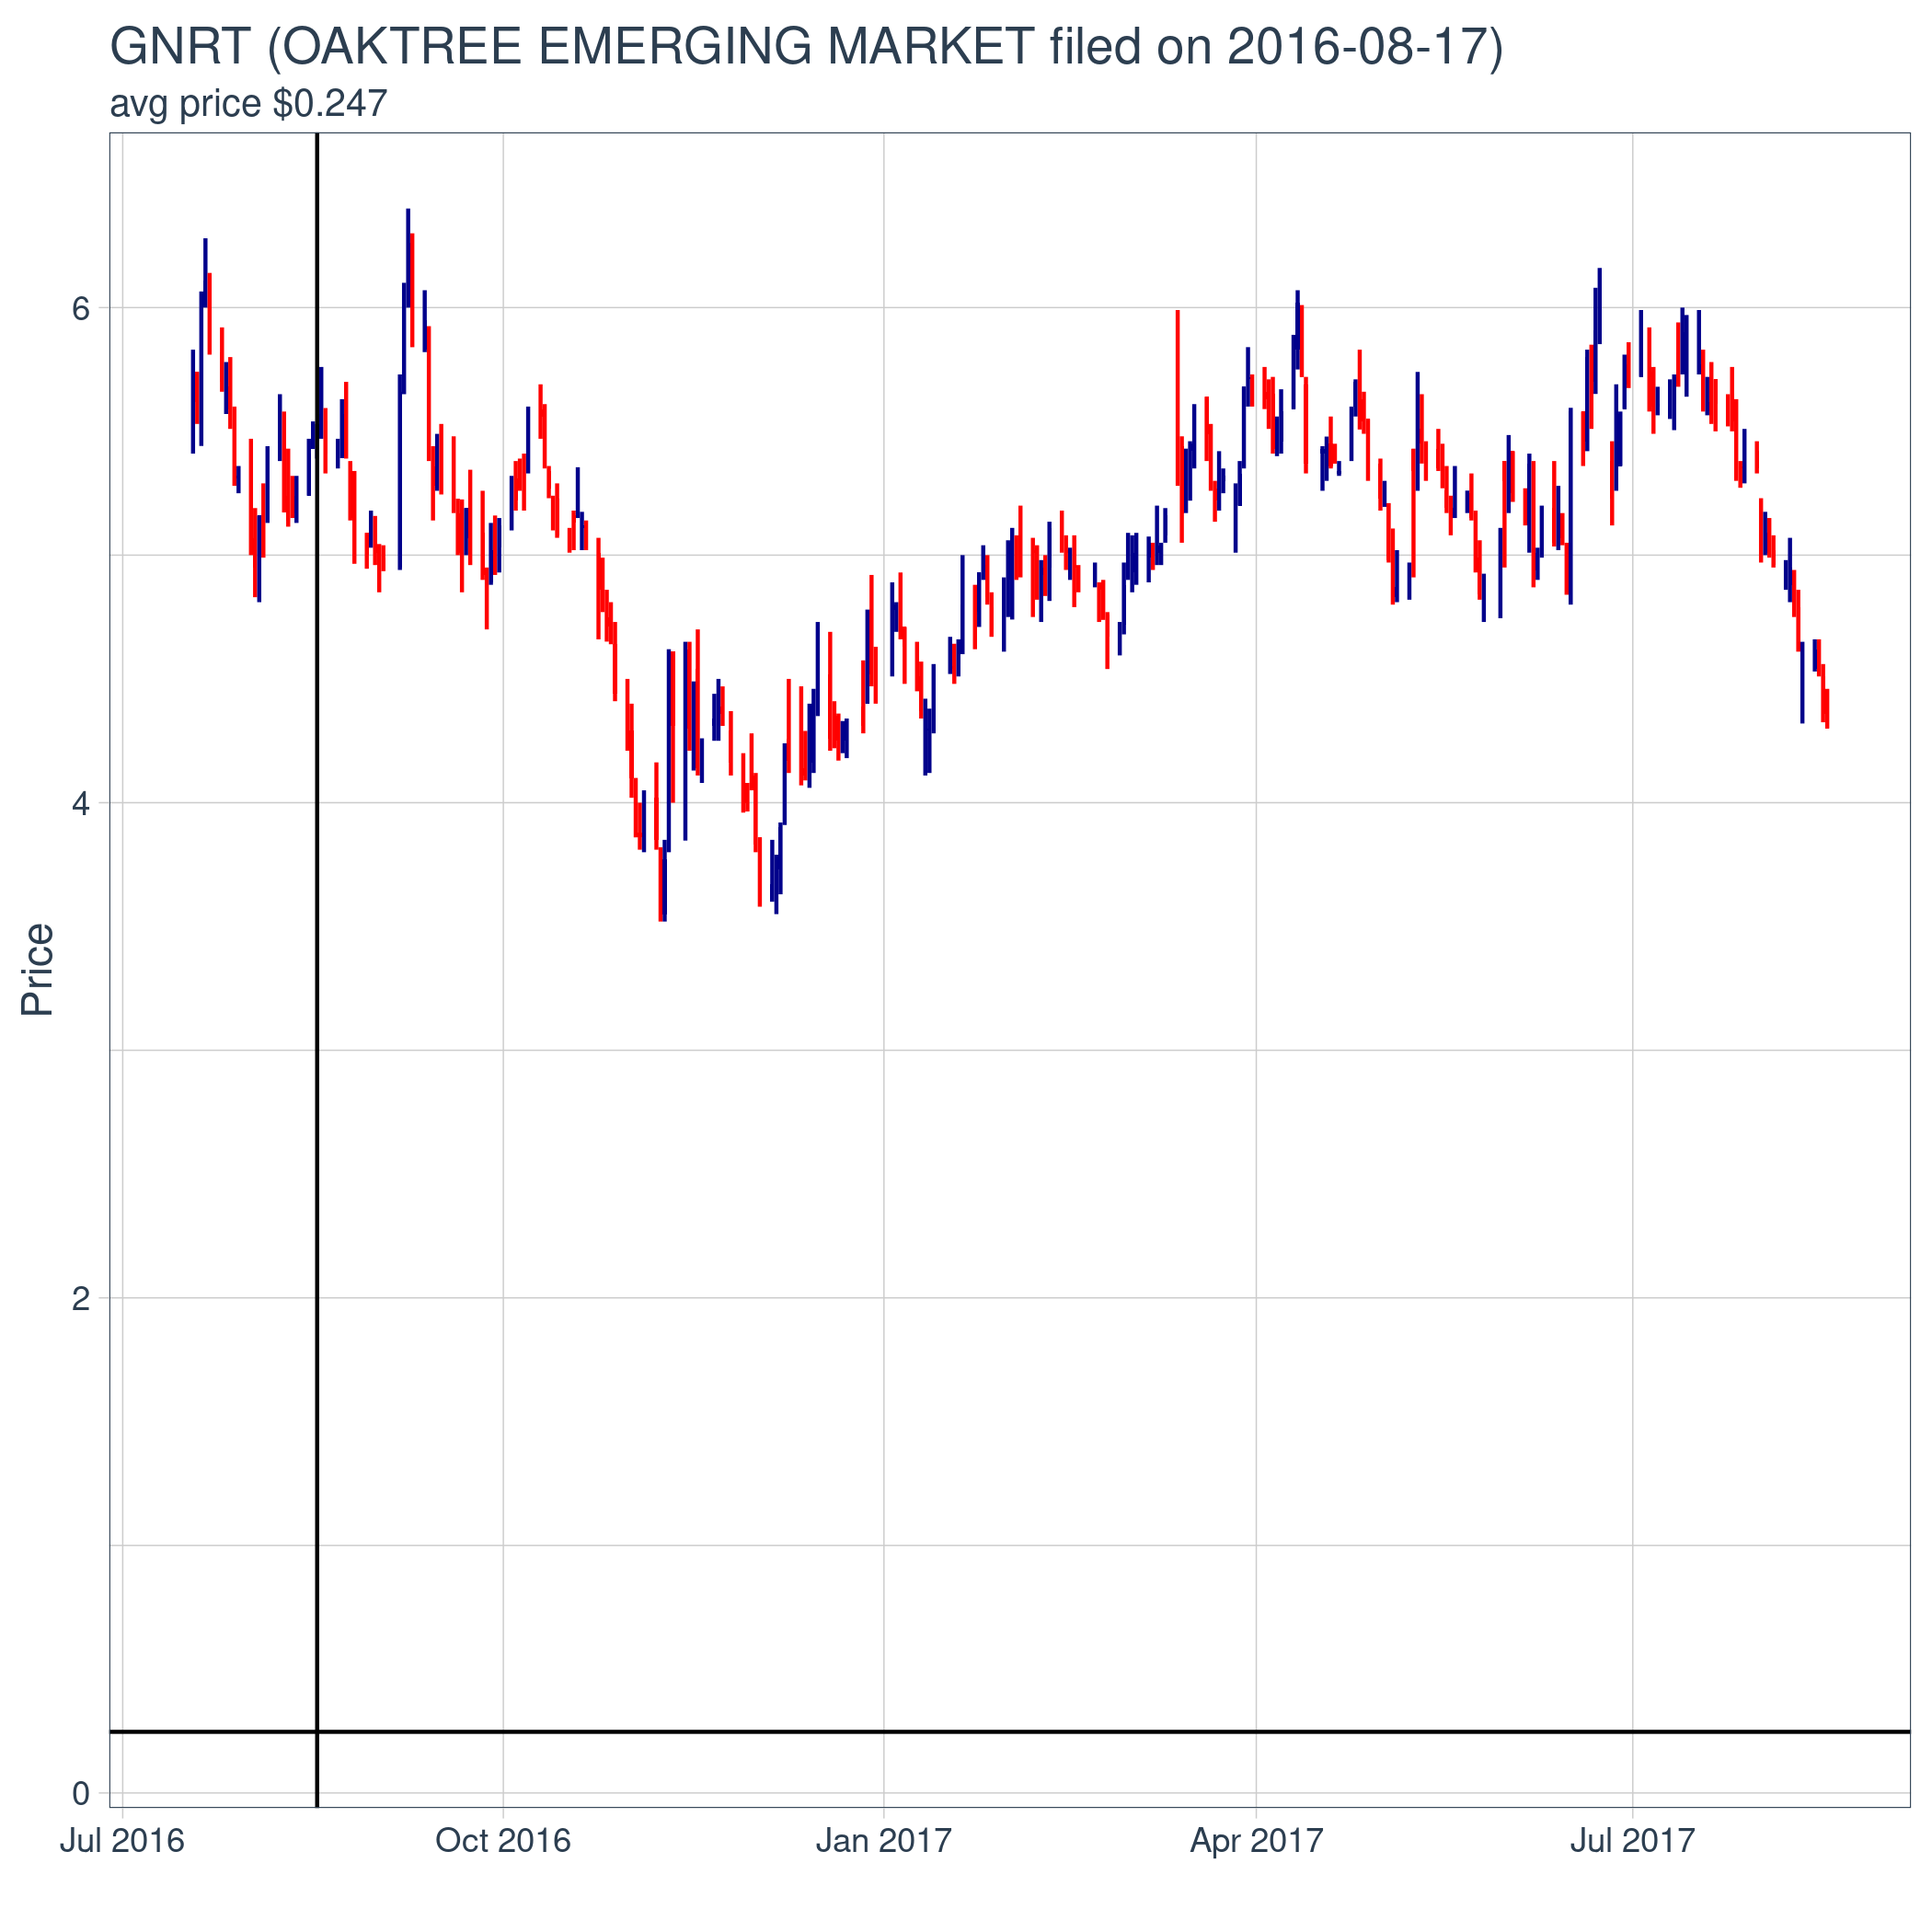 GNRT (OAKTREE EMERGING MARKET filed on 2016-08-17)
avg price $0.247
Price
6
4
2
0
Jul 2016
Oct 2016
Jan 2017
Apr 2017
Jul 2017